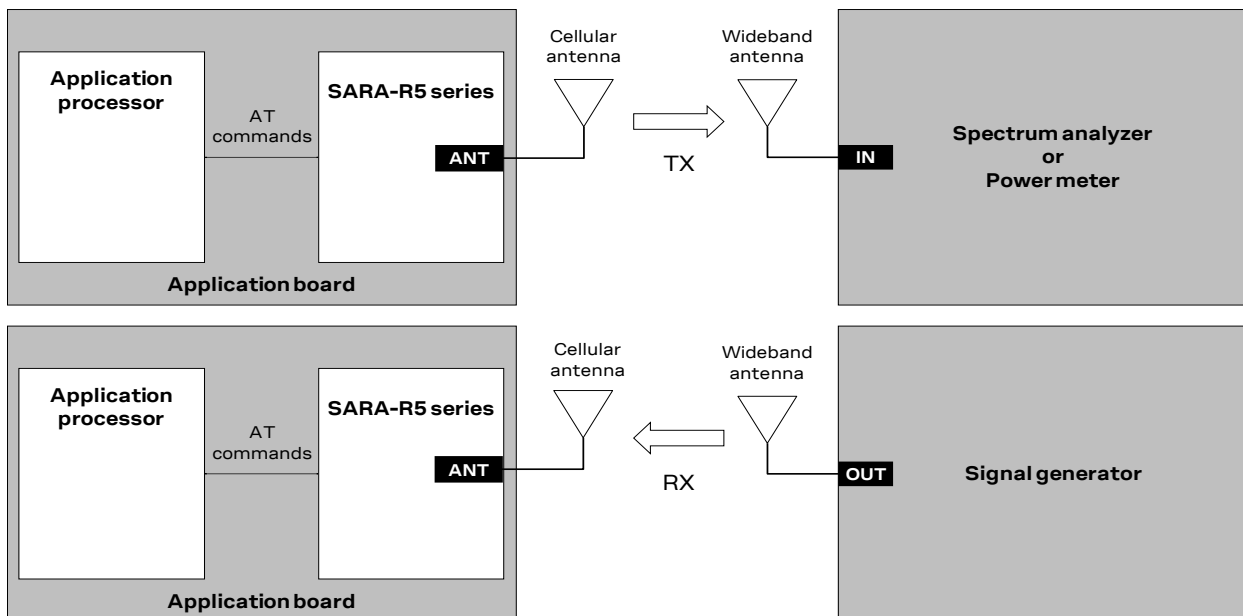 Application
processor
AT
commands
SARA-R5 series
ANT
Application board
Cellular
antenna
TX
Wideband
antenna
IN
Spectrum analyzer
or
Power meter
Application
processor
AT
commands
SARA-R5 series
ANT
Application board
Cellular
antenna
RX
Wideband
antenna
OUT
Signal generator